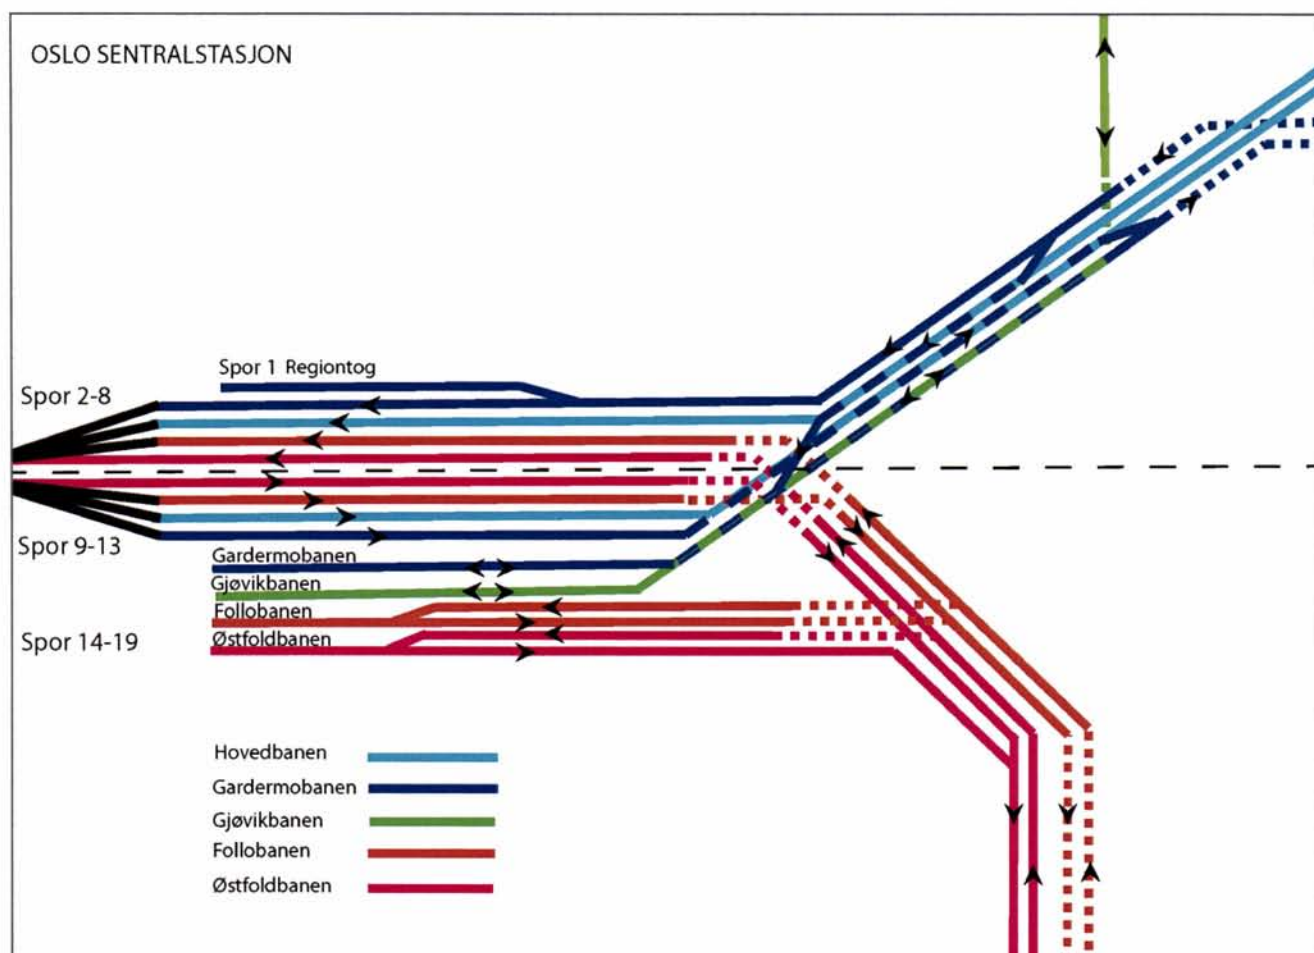 OSLO SENTRALSTASJON
Spor 1 Regiontog
Spor 2-8
Spor 9-13
Gardermobanen
Gjøvikbanen
Follobanen
Spor 14-19
Østfoldbanen
Hovedbanen
Gardermobanen
Gjøvikbanen
Follobanen
Østfoldbanen